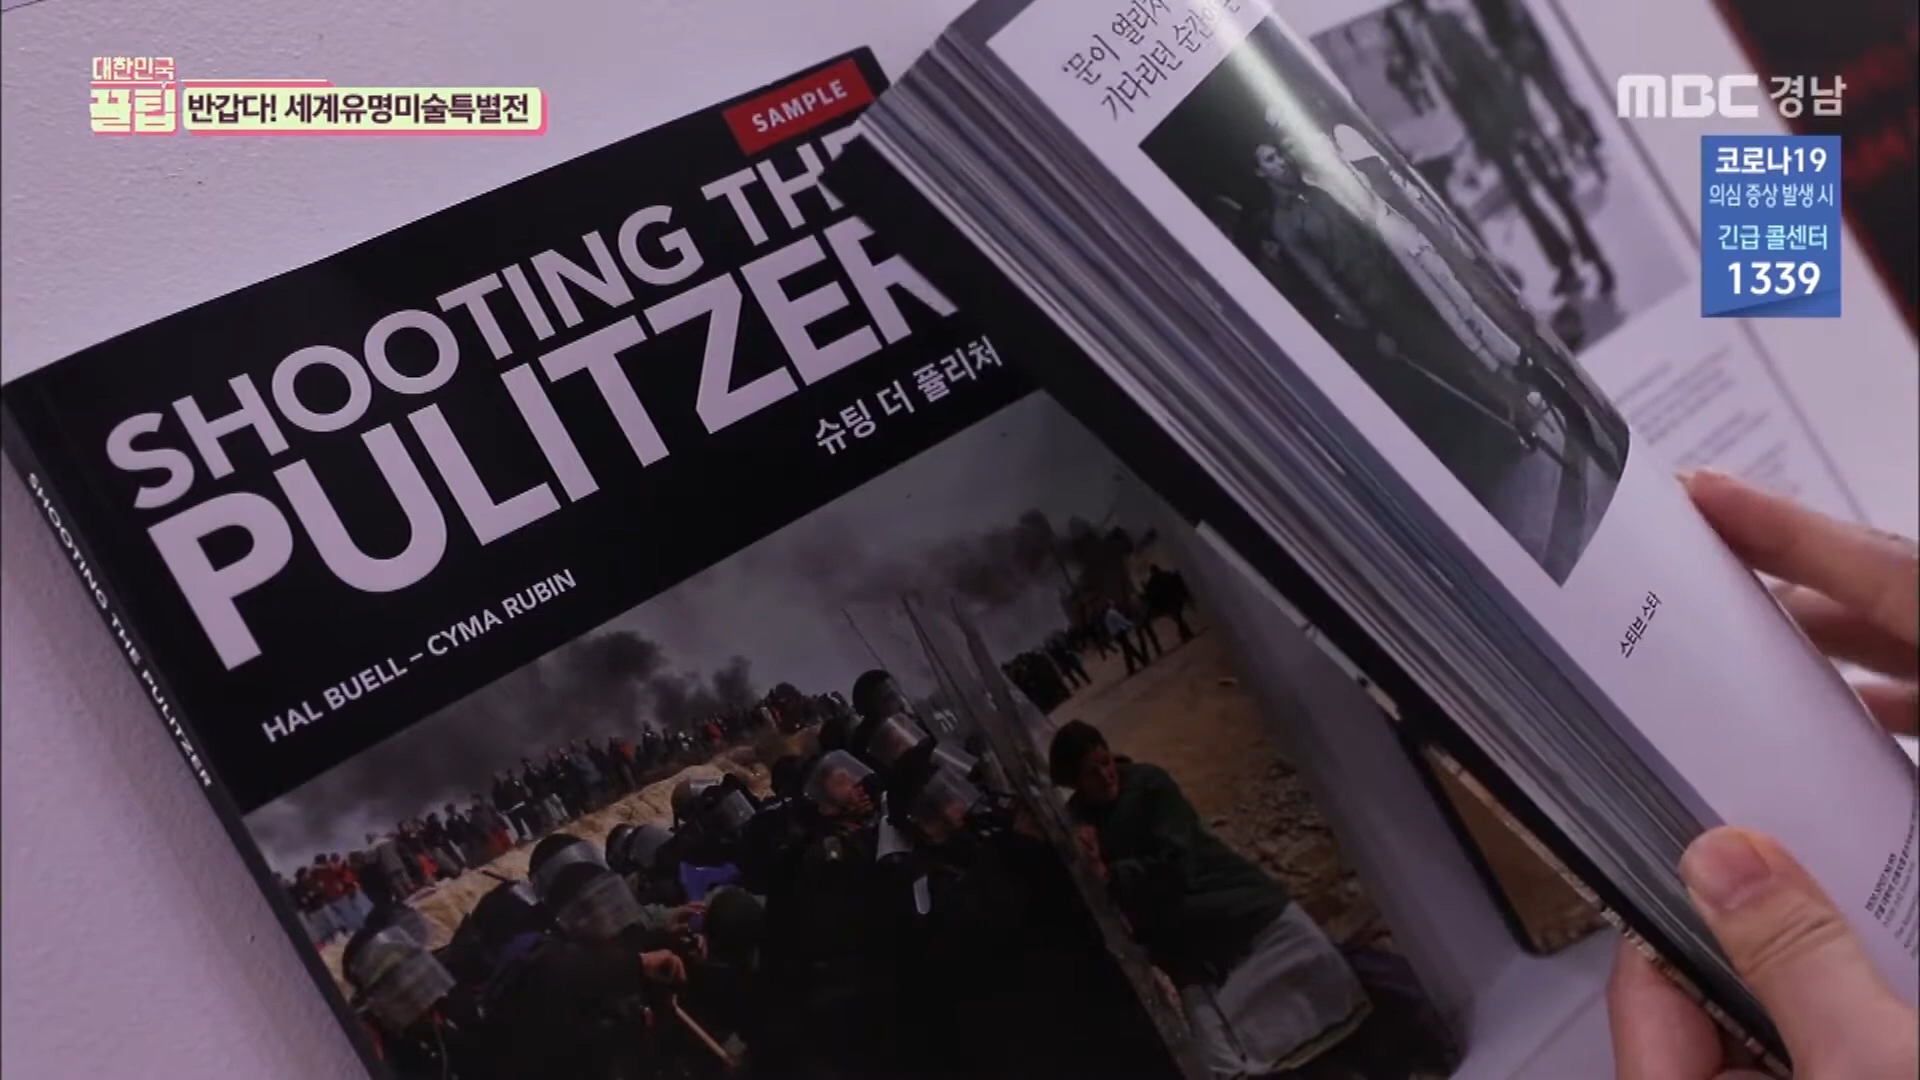 대한민국
꿀팁
반갑다! 세계유명미술특별전
MBC 경남
코로나19
의심 증상 발생 시
긴급 콜센터
1339
SAMPLE
SHOOTING THE
PULITZER
슈팅 더 퓰리처
HAL BUELL – CYMA RUBIN
SHOOTING THE PULITZER
'문이 열리지
기다리던 순간이
스티브 스타